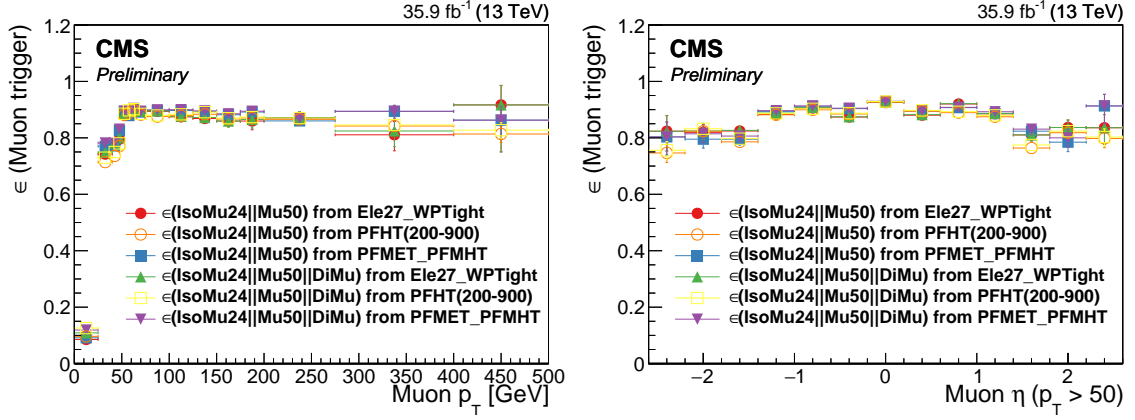 35.9 fb⁻¹ (13 TeV)
CMS
Preliminary
∈ (Muon trigger)
1.2
1
0.8
0.6
0.4
0.2
0
∈(IsoMu24||Mu50) from Ele27_WPTight
∈(IsoMu24||Mu50) from PFHT(200-900)
∈(IsoMu24||Mu50) from PFMET_PFMHT
∈(IsoMu24||Mu50||DiMu) from Ele27_WPTight
∈(IsoMu24||Mu50||DiMu) from PFHT(200-900)
∈(IsoMu24||Mu50||DiMu) from PFMET_PFMHT
0 50 100 150 200 250 300 350 400 450 500
Muon p_T [GeV]
35.9 fb⁻¹ (13 TeV)
CMS
Preliminary
∈ (Muon trigger)
1.2
1
0.8
0.6
0.4
0.2
0
∈(IsoMu24||Mu50) from Ele27_WPTight
∈(IsoMu24||Mu50) from PFHT(200-900)
∈(IsoMu24||Mu50) from PFMET_PFMHT
∈(IsoMu24||Mu50||DiMu) from Ele27_WPTight
∈(IsoMu24||Mu50||DiMu) from PFHT(200-900)
∈(IsoMu24||Mu50||DiMu) from PFMET_PFMHT
−2 −1 0 1 2
Muon η (p_T > 50)